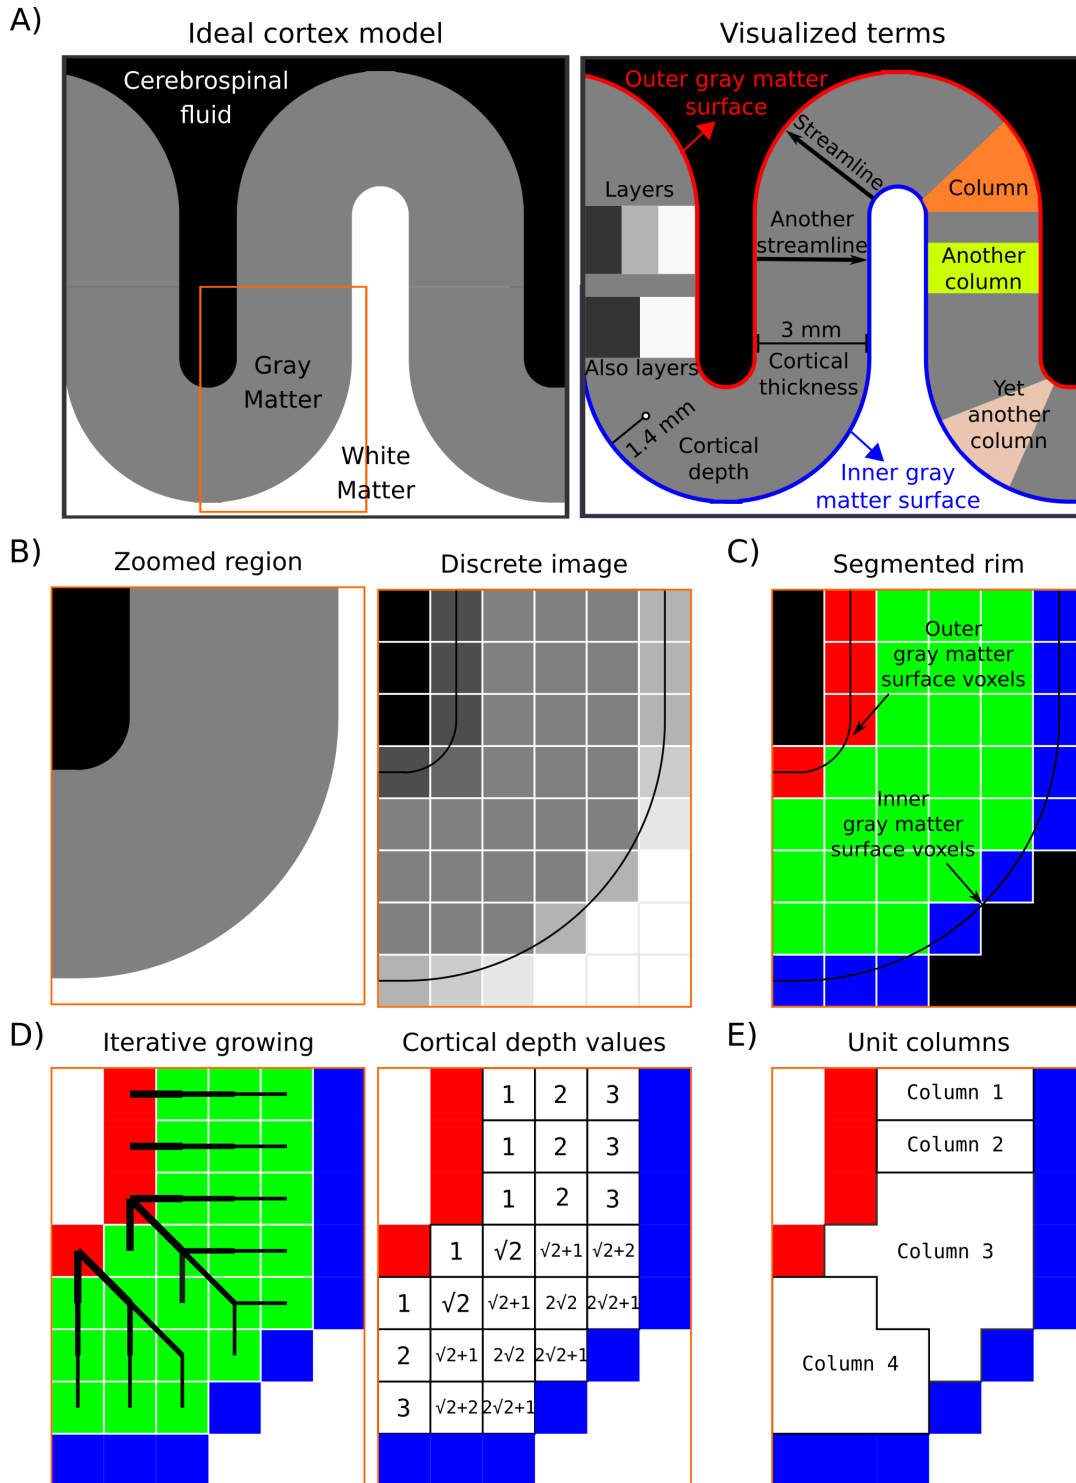 A)
Ideal cortex model
Visualized terms
Cerebrospinal
fluid
Gray
Matter
White
Matter
Outer gray matter
surface
Streamline
Layers
Column
Another
streamline
Another
column
3 mm
Also layers
Cortical
thickness
Yet
another
column
1.4 mm
Cortical
depth
Inner gray
matter surface
B)
Zoomed region
Discrete image
C)
Segmented rim
Outer
gray matter
surface voxels
Inner
gray matter
surface voxels
D)
Iterative growing
Cortical depth values
1 2 3
1 2 3
1 2 3
1 √2 √2+1 √2+2
1 √2 √2+1 2√2 2√2+1
2 √2+1 2√2 2√2+1
3 √2+2 2√2+1
E)
Unit columns
Column 1
Column 2
Column 3
Column 4